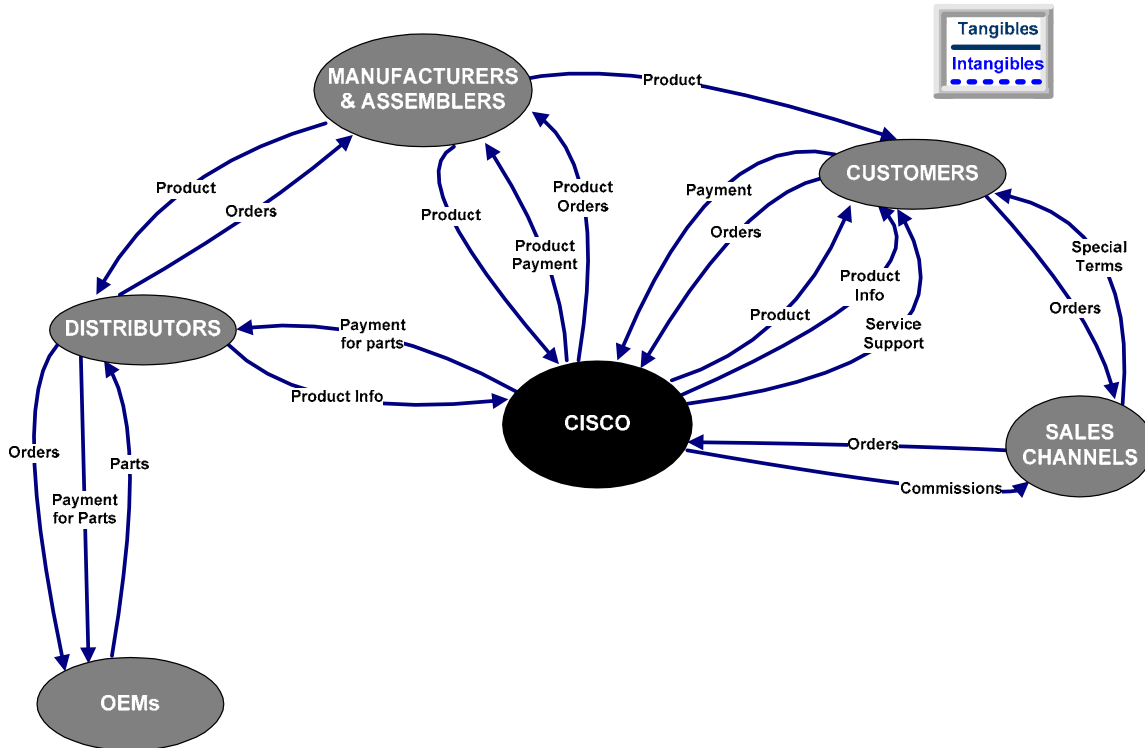 Tangibles
Intangibles
MANUFACTURERS
& ASSEMBLERS
Product
CUSTOMERS
Product
Orders
Product
Product
Orders
Product
Payment
Payment
Orders
Special
Terms
Product
Info
Orders
Product
Service
Support
DISTRIBUTORS
Payment
for parts
Product Info
CISCO
SALES
CHANNELS
Orders
Commissions
Orders
Parts
Payment
for Parts
OEMs